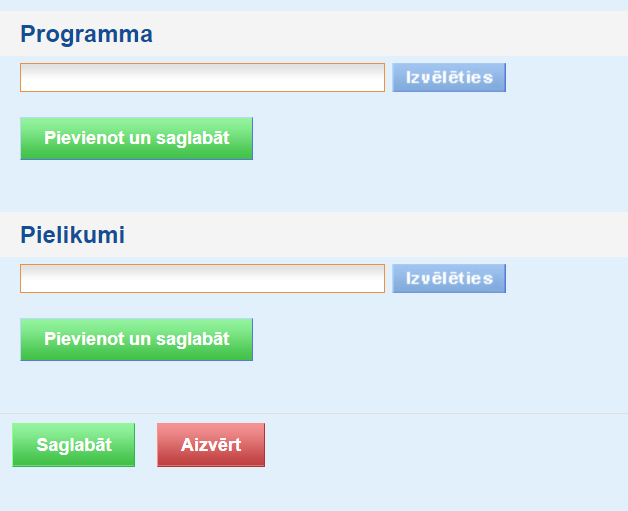 Programma
Izvēlēties
Pievienot un saglabāt
Pielikumi
Izvēlēties
Pievienot un saglabāt
Saglabāt Aizvērt